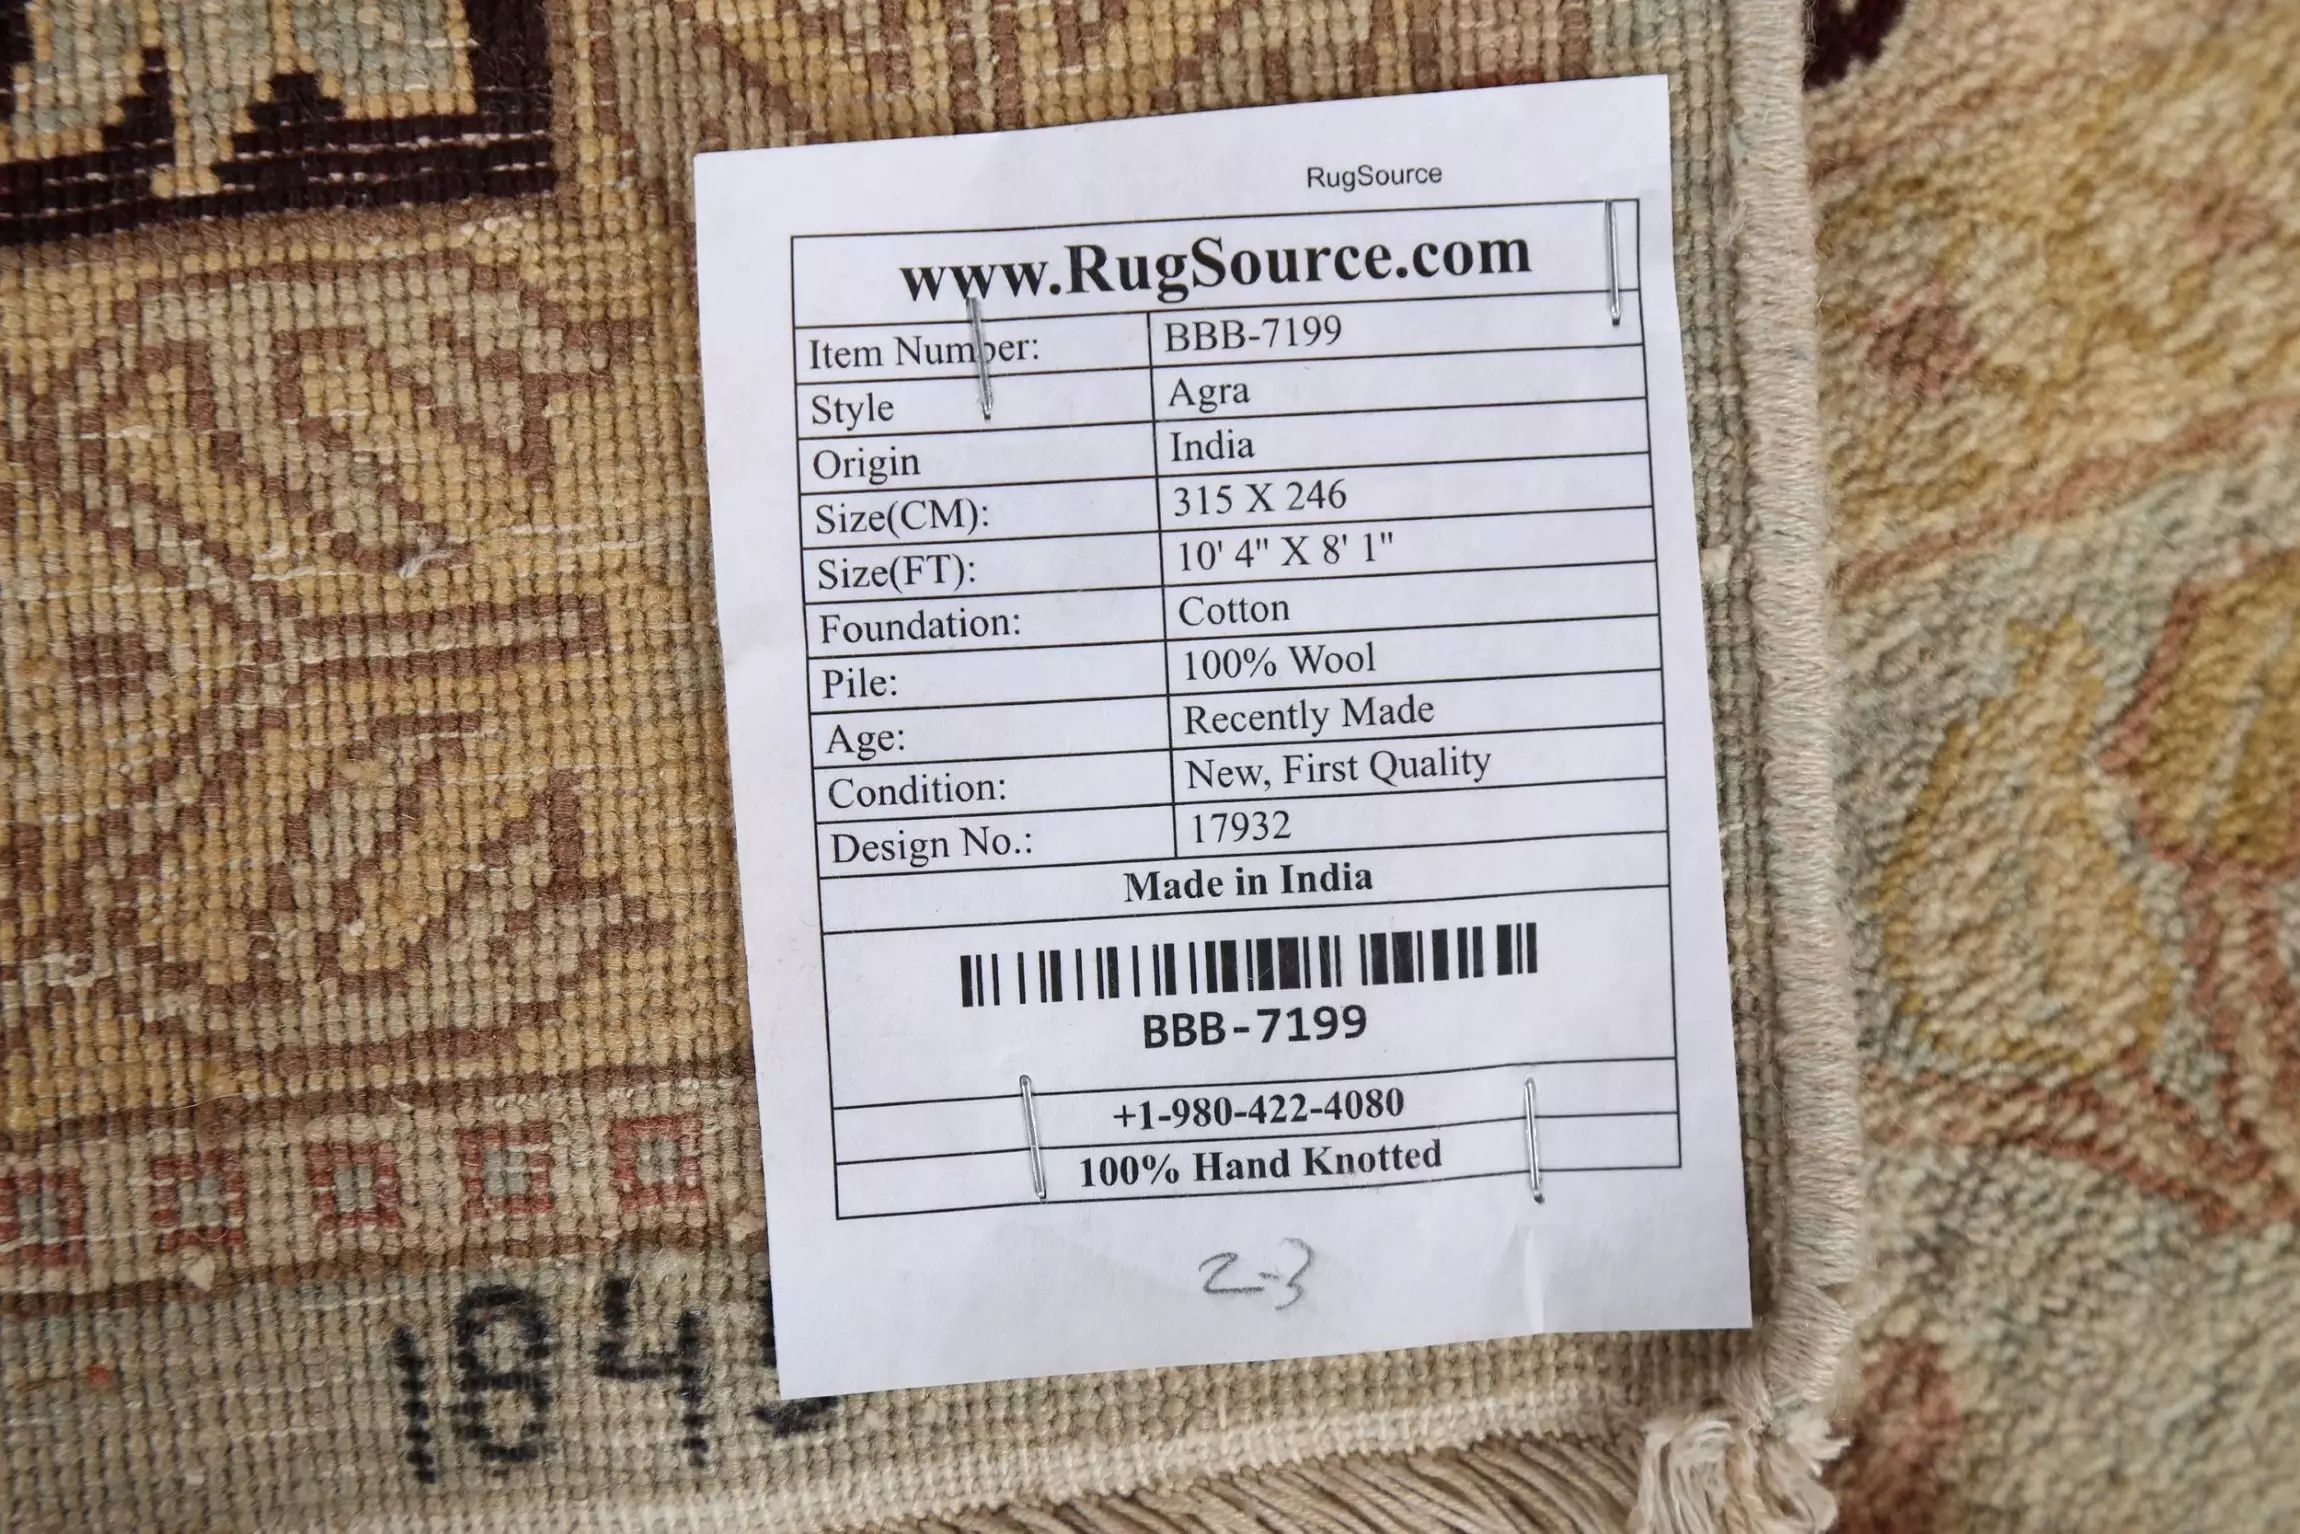 RugSource
www.RugSource.com
Item Number: BBB-7199
Style Agra
Origin India
Size(CM): 315 X 246
Size(FT): 10' 4" X 8' 1"
Foundation: Cotton
Pile: 100% Wool
Age: Recently Made
Condition: New, First Quality
Design No.: 17932
Made in India
BBB-7199
+1-980-422-4080
100% Hand Knotted
2-3
184